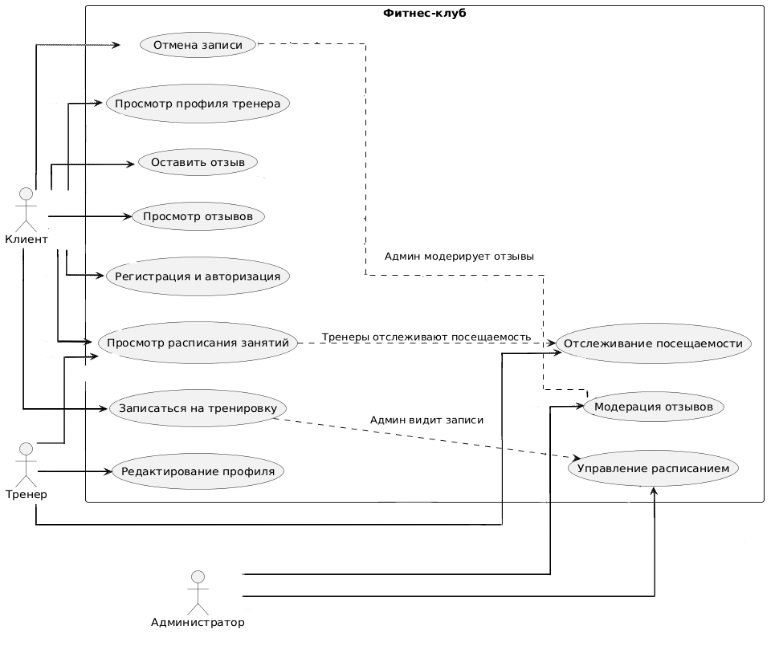 Фитнес-клуб
Отмена записи
Просмотр профиля тренера
Оставить отзыв
Просмотр отзывов
Клиент
Админ модерирует отзывы
Регистрация и авторизация
Просмотр расписания занятий
Тренеры отслеживают посещаемость
Отслеживание посещаемости
Записаться на тренировку
Админ видит записи
Модерация отзывов
Редактирование профиля
Управление расписанием
Тренер
Администратор